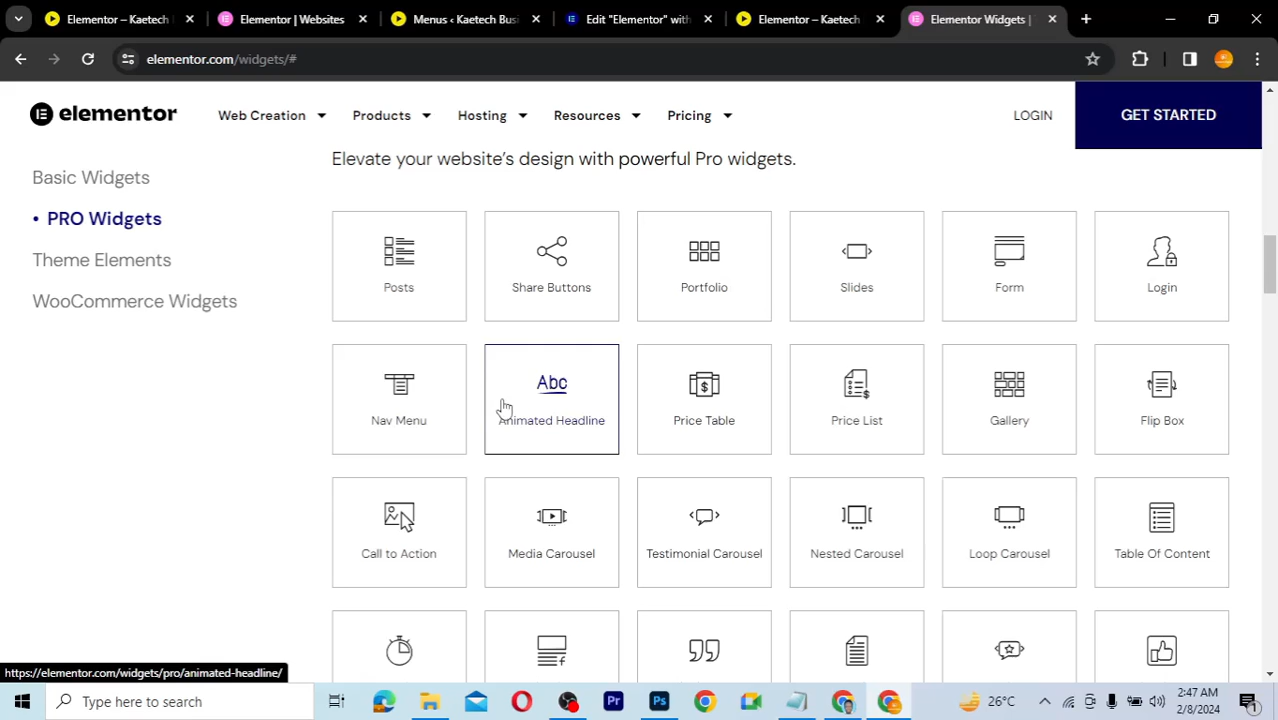 Elementor – Kaetech
Elementor | Websites
Menus ‹ Kaetech Busi
Edit "Elementor" with
Elementor – Kaetech
Elementor Widgets |
elementor.com/widgets/#
elementor
Web Creation
Products
Hosting
Resources
Pricing
LOGIN
GET STARTED
Elevate your website's design with powerful Pro widgets.
Basic Widgets
• PRO Widgets
Theme Elements
WooCommerce Widgets
Posts
Share Buttons
Portfolio
Slides
Form
Login
Abc
Nav Menu
Animated Headline
Price Table
Price List
Gallery
Flip Box
Call to Action
Media Carousel
Testimonial Carousel
Nested Carousel
Loop Carousel
Table Of Content
https://elementor.com/widgets/pro/animated-headline/
Type here to search
Pr
Ps
26°C
2:47 AM
2/8/2024
1